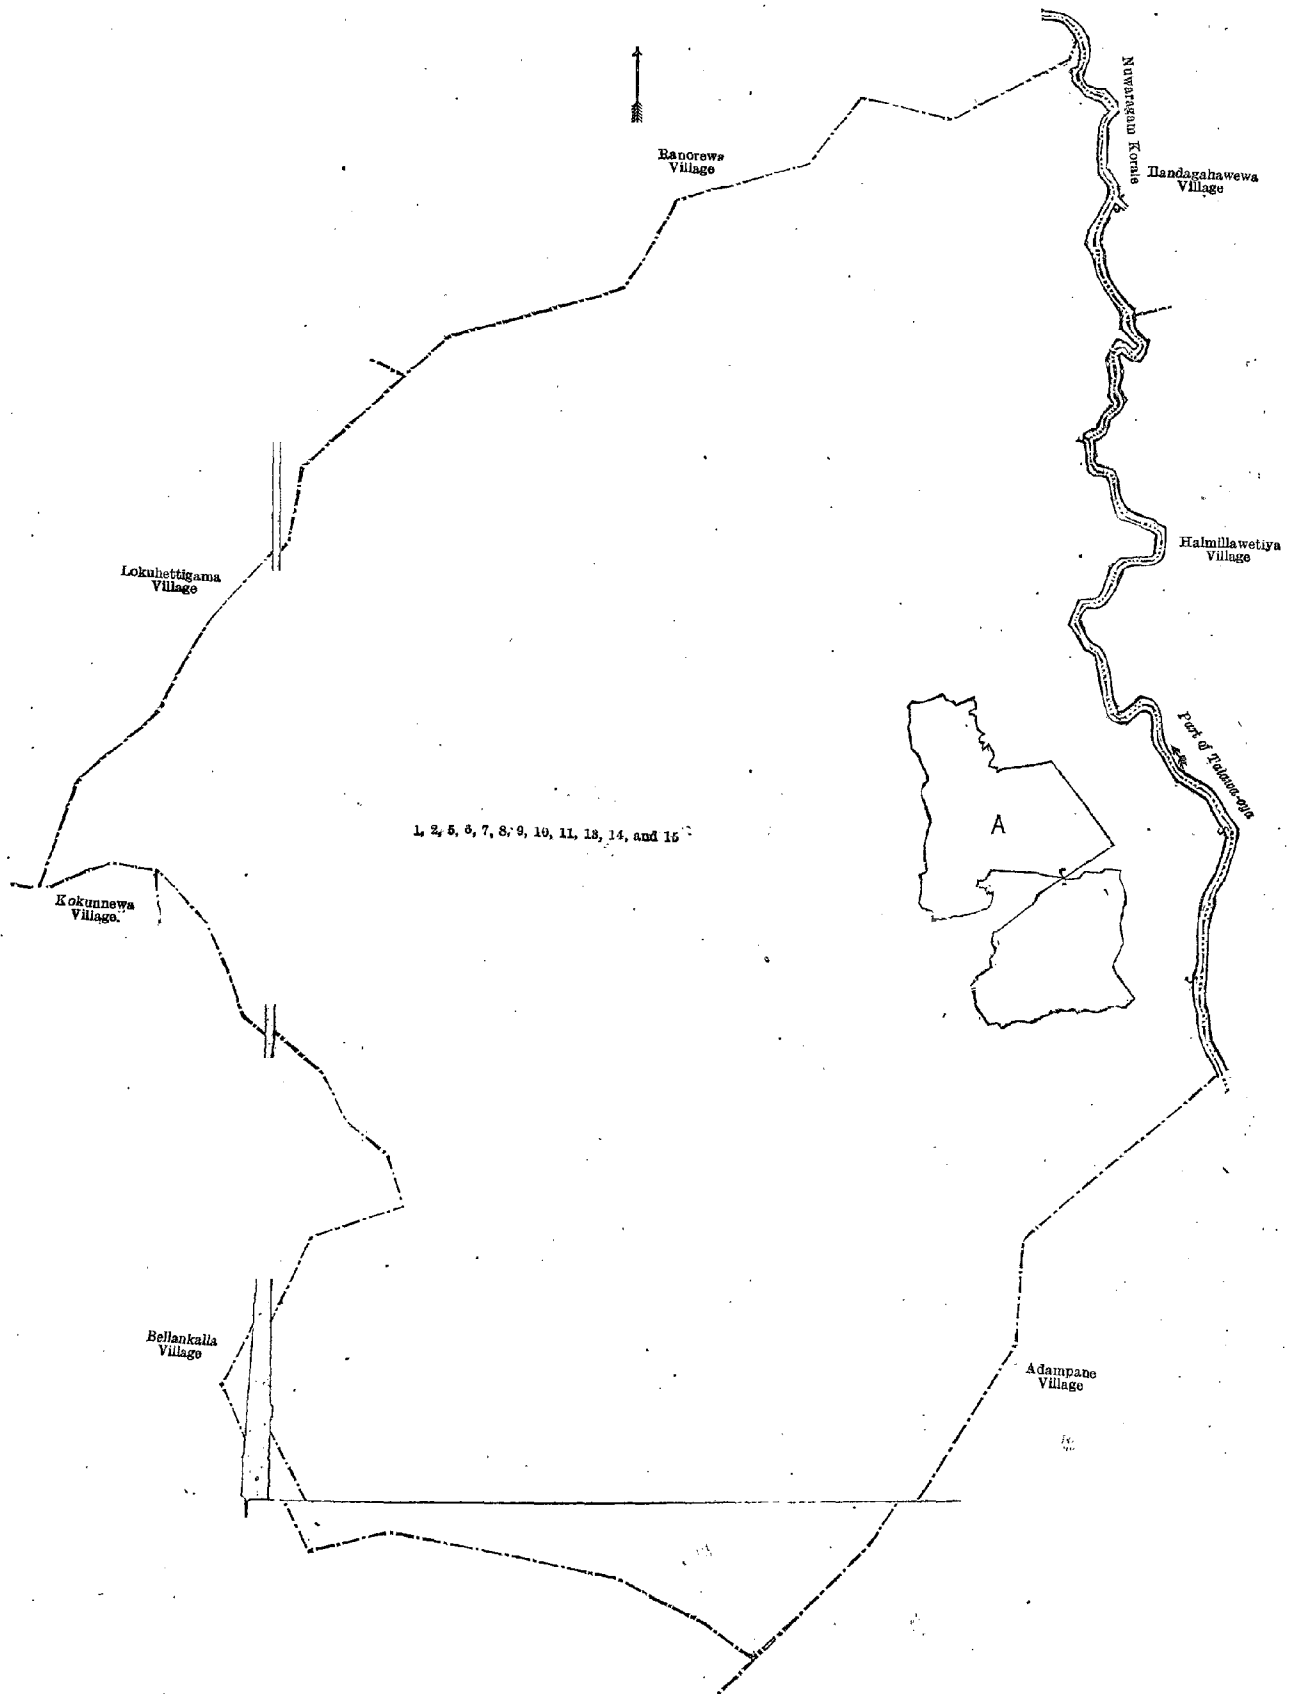 Nuwaragam Korale
Ranorewa
Village
Ilandagahawewa
Village
Halmillawetiya
Village
Lokuhettigama
Village
Part of Talawa-oya
A
1, 2, 5, 6, 7, 8, 9, 10, 11, 13, 14, and 15
Kokunnewa
Village.
Bellankalla
Village
Adampane
Village